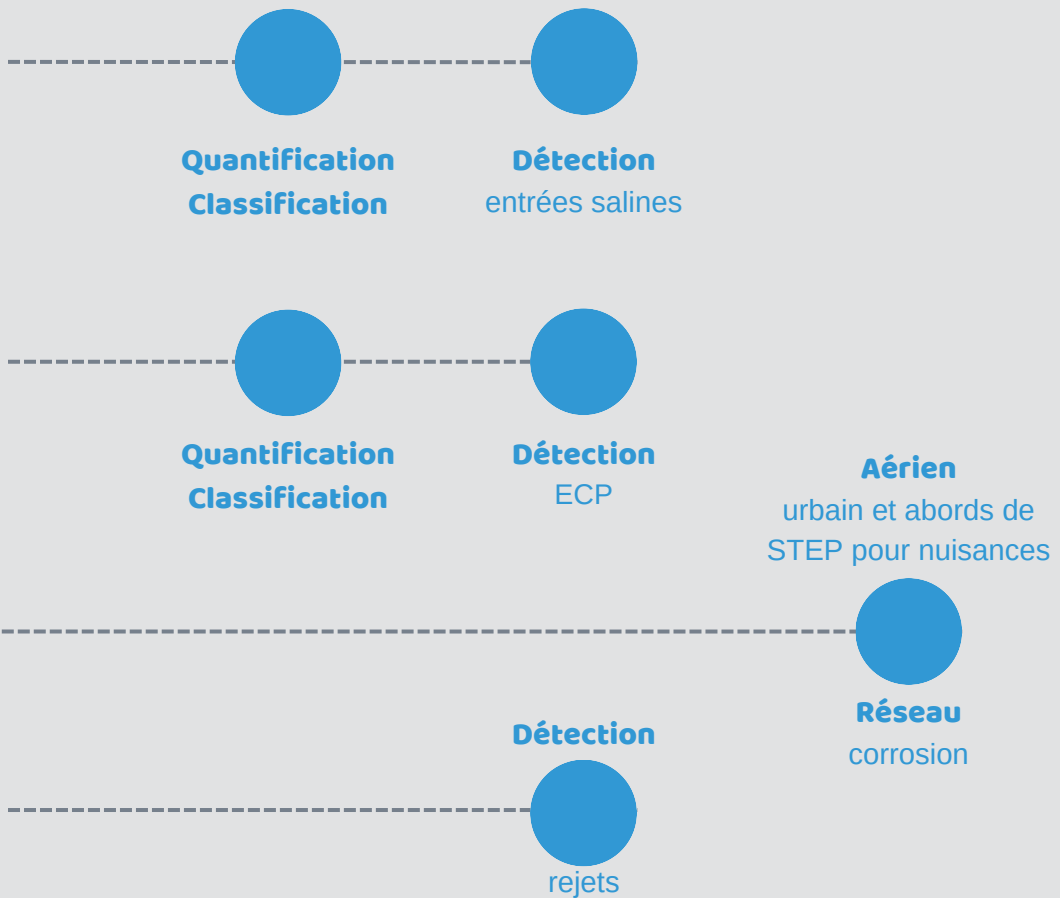 Quantification
Classification
Détection
entrées salines
Quantification
Classification
Détection
ECP
Aérien
urbain et abords de
STEP pour nuisances
Réseau
corrosion
Détection
rejets